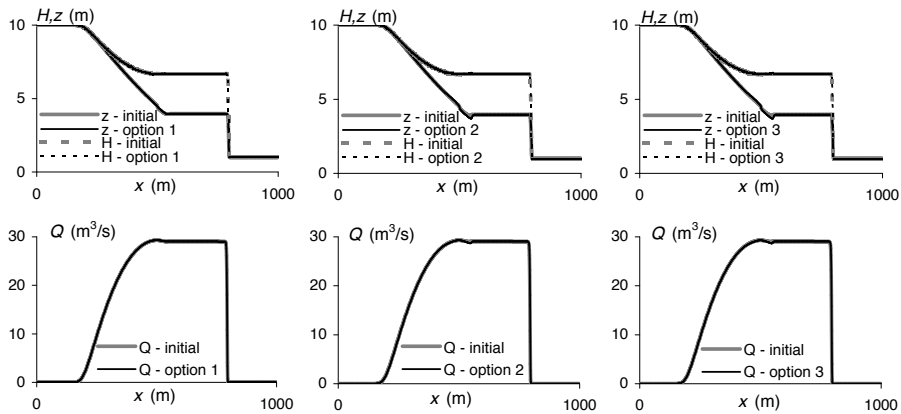 H,z (m)
10
5
0
z - initial
z - option 1
H - initial
H - option 1
0
x (m)
1000
H,z (m)
10
5
0
z - initial
z - option 2
H - initial
H - option 2
0
x (m)
1000
H,z (m)
10
5
0
z - initial
z - option 3
H - initial
H - option 3
0
x (m)
1000
Q (m³/s)
30
20
10
0
Q - initial
Q - option 1
0
x (m)
1000
Q (m³/s)
30
20
10
0
Q - initial
Q - option 2
0
x (m)
1000
Q (m³/s)
30
20
10
0
Q - initial
Q - option 3
0
x (m)
1000